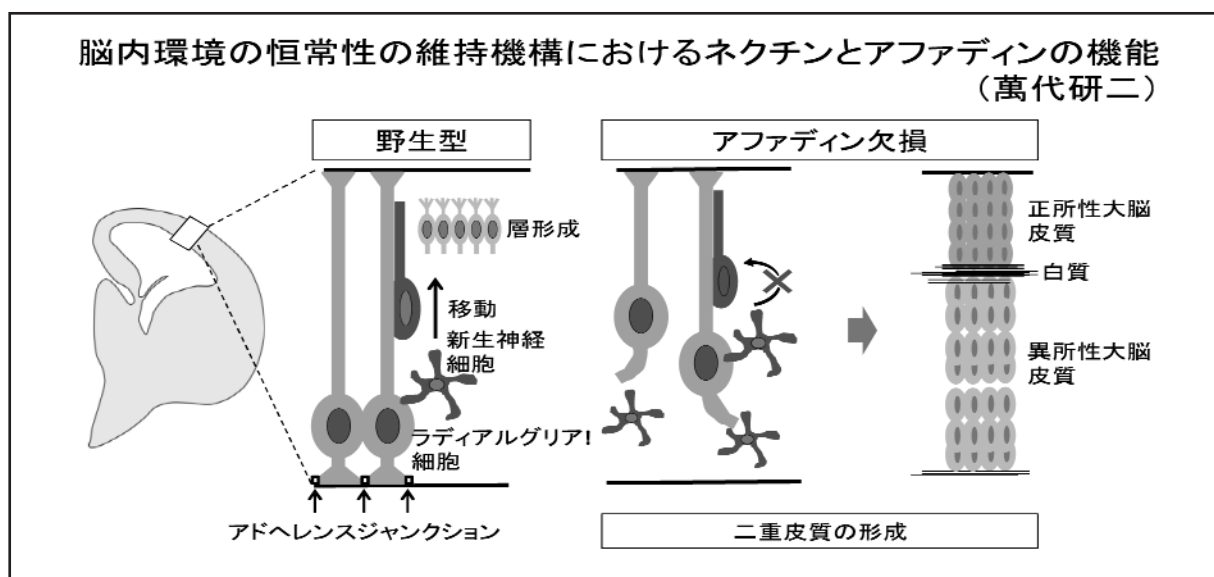 脳内環境の恒常性の維持機構におけるネクチンとアファディンの機能
（萬代研二）
野生型
層形成
移動
新生神経
細胞
ラディアルグリア!
細胞
アドヘレンスジャンクション
アファディン欠損
正所性大脳
皮質
白質
異所性大脳
皮質
二重皮質の形成